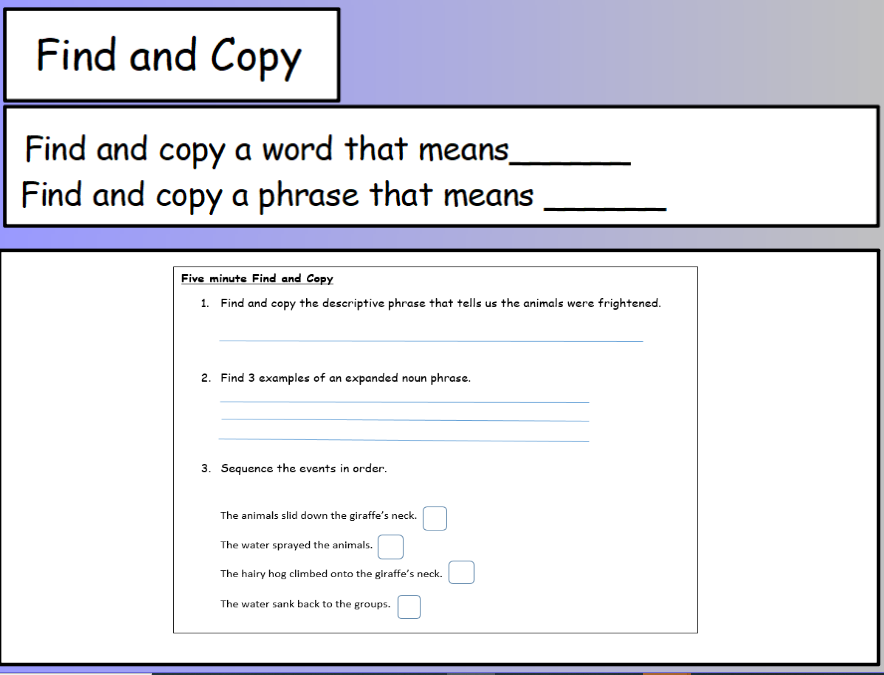 Find and Copy
Find and copy a word that means______
Find and copy a phrase that means ______
Five minute Find and Copy
1. Find and copy the descriptive phrase that tells us the animals were frightened.
2. Find 3 examples of an expanded noun phrase.
3. Sequence the events in order.
The animals slid down the giraffe's neck.
The water sprayed the animals.
The hairy hog climbed onto the giraffe's neck.
The water sank back to the groups.